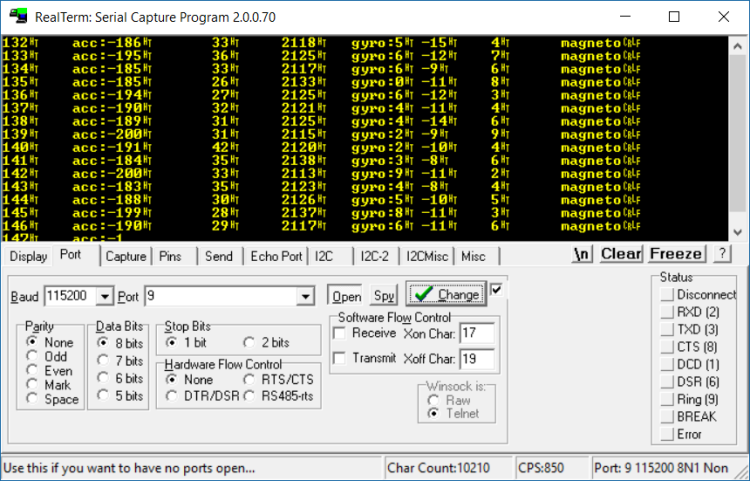 RealTerm: Serial Capture Program 2.0.0.70
132HT acc:-186HT 33HT 2118HT gyro:5HT -15HT 4HT magnetoCRLF
133HT acc:-195HT 36HT 2125HT gyro:6HT -12HT 7HT magnetoCRLF
134HT acc:-185HT 33HT 2117HT gyro:6HT -9HT 6HT magnetoCRLF
135HT acc:-185HT 26HT 2133HT gyro:0HT -11HT 8HT magnetoCRLF
136HT acc:-194HT 27HT 2125HT gyro:6HT -12HT 3HT magnetoCRLF
137HT acc:-190HT 32HT 2121HT gyro:4HT -11HT 4HT magnetoCRLF
138HT acc:-189HT 31HT 2125HT gyro:4HT -14HT 6HT magnetoCRLF
139HT acc:-200HT 31HT 2115HT gyro:2HT -9HT 9HT magnetoCRLF
140HT acc:-191HT 42HT 2120HT gyro:2HT -10HT 4HT magnetoCRLF
141HT acc:-184HT 35HT 2138HT gyro:3HT -8HT 6HT magnetoCRLF
142HT acc:-200HT 33HT 2113HT gyro:9HT -11HT 2HT magnetoCRLF
143HT acc:-183HT 35HT 2123HT gyro:4HT -8HT 4HT magnetoCRLF
144HT acc:-188HT 30HT 2126HT gyro:5HT -10HT 5HT magnetoCRLF
145HT acc:-199HT 28HT 2137HT gyro:8HT -11HT 3HT magnetoCRLF
146HT acc:-190HT 29HT 2117HT gyro:6HT -11HT 6HT magnetoCRLF
147HT acc:-1
Display Port Capture Pins Send Echo Port I2C I2C-2 I2CMisc Misc \n Clear Freeze ?
Baud 115200 Port 9 Open Spy Change
Parity
None
Odd
Even
Mark
Space
Data Bits
8 bits
7 bits
6 bits
5 bits
Stop Bits
1 bit 2 bits
Hardware Flow Control
None RTS/CTS
DTR/DSR RS485-rts
Software Flow Control
Receive Xon Char: 17
Transmit Xoff Char: 19
Winsock is:
Raw
Telnet
Status
Disconnect
RXD (2)
TXD (3)
CTS (8)
DCD (1)
DSR (6)
Ring (9)
BREAK
Error
Use this if you want to have no ports open... Char Count:10210 CPS:850 Port: 9 115200 8N1 Non